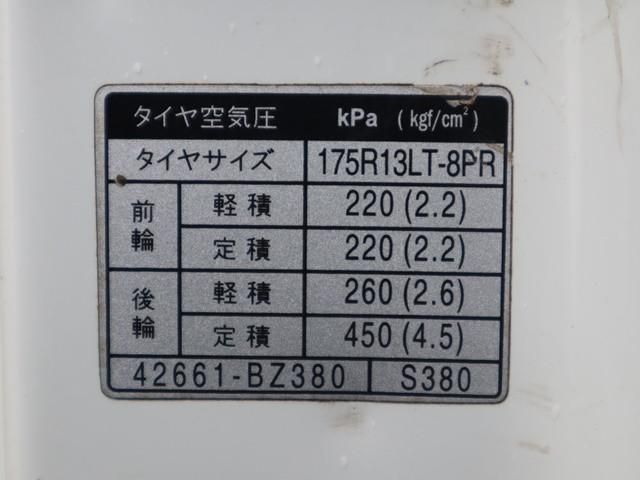 タイヤ空気圧 kPa (kgf/cm²)
タイヤサイズ 175R13LT-8PR
前輪 軽積 220 (2.2)
定積 220 (2.2)
後輪 軽積 260 (2.6)
定積 450 (4.5)
42661-BZ380 S380